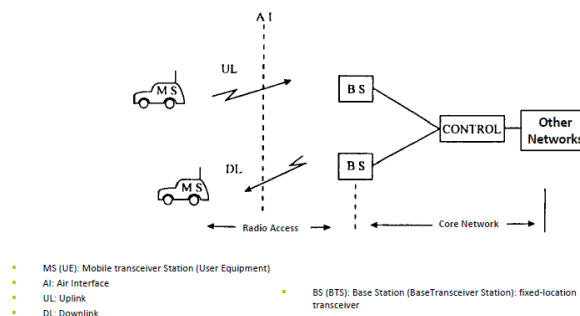 A I
UL
M S
B S
CONTROL
Other
Networks
DL
M S
B S
Radio Access
Core Network
MS (UE): Mobile transceiver Station (User Equipment)
AI: Air Interface
UL: Uplink
DL: Downlink
BS (BTS): Base Station (BaseTransceiver Station): fixed-location
transceiver